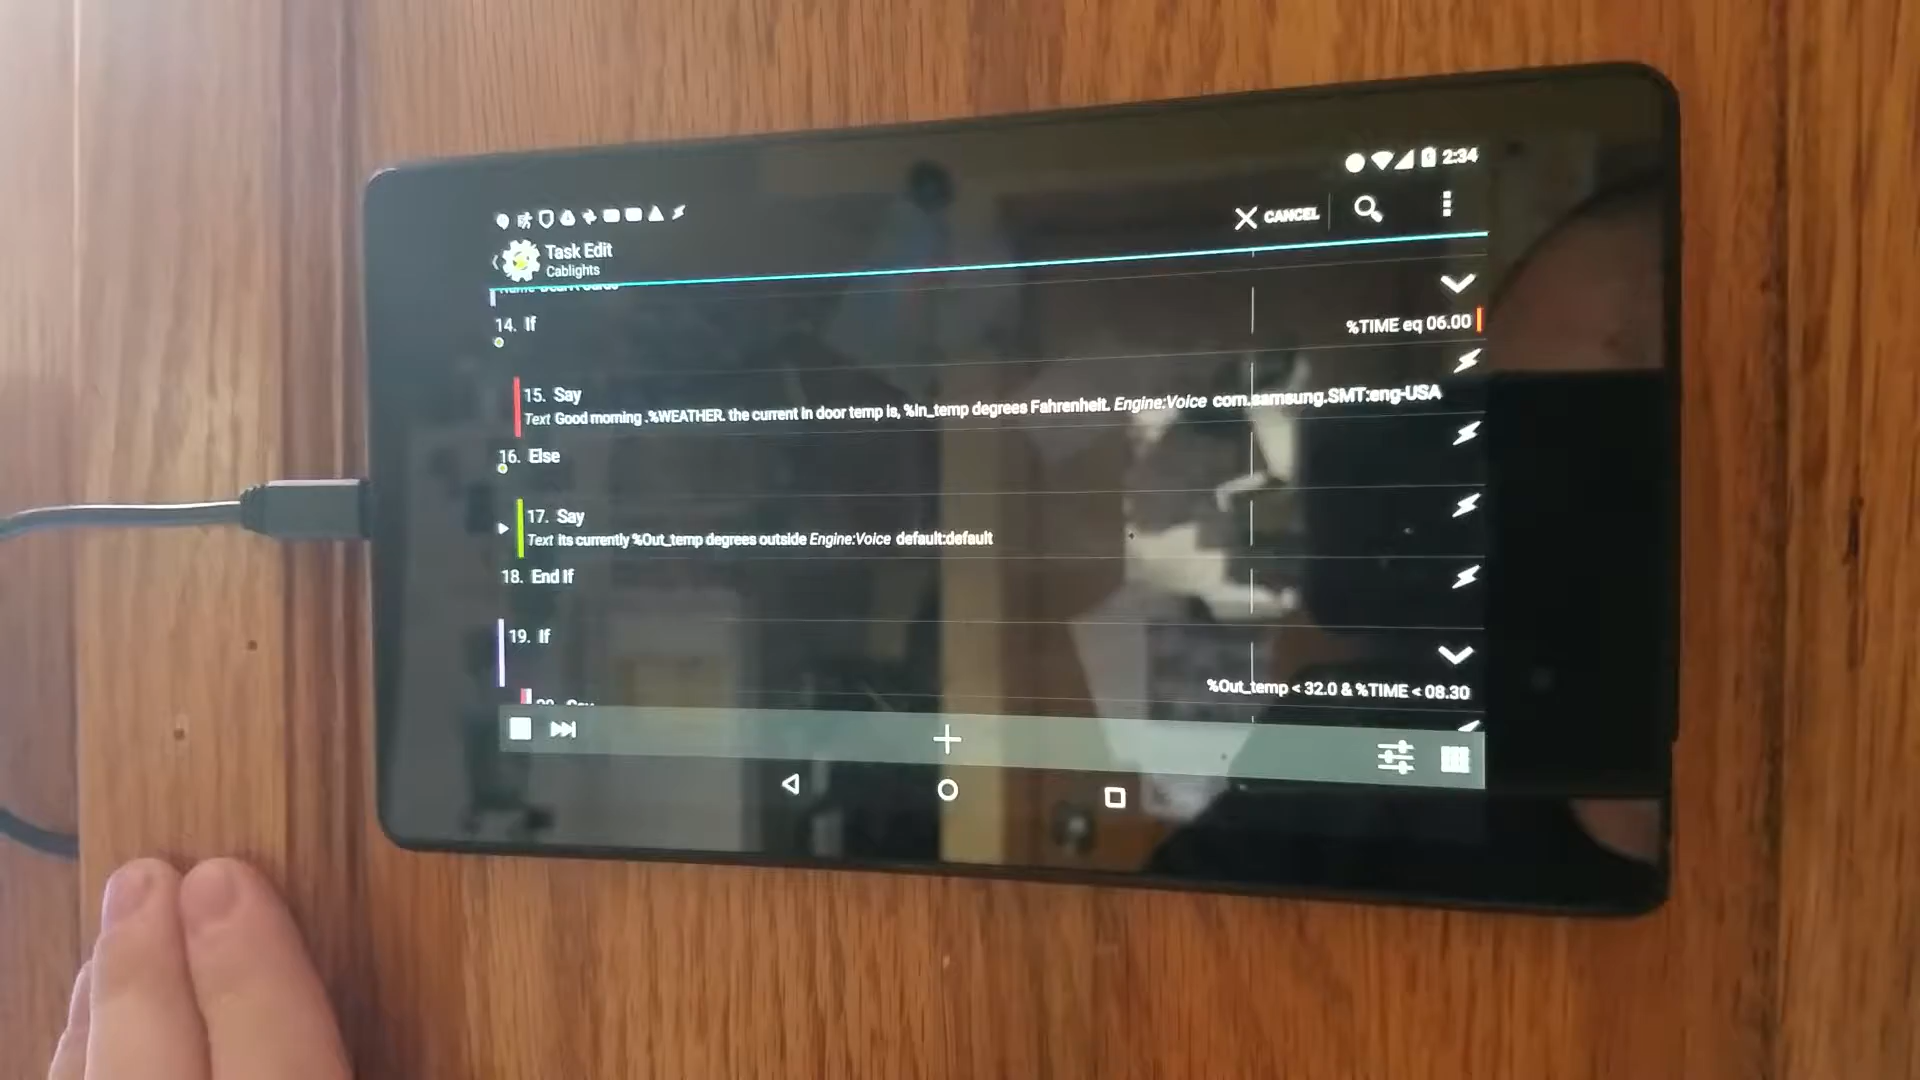 2:34
CANCEL
Task Edit
Cablights
14. If
%TIME eq 06.00
15. Say
Text Good morning .%WEATHER. the current in door temp is, %In_temp degrees Fahrenheit. Engine:Voice com.samsung.SMT:eng-USA
16. Else
17. Say
Text Its currently %Out_temp degrees outside Engine:Voice default:default
18. End If
19. If
%Out_temp < 32.0 & %TIME < 08.30